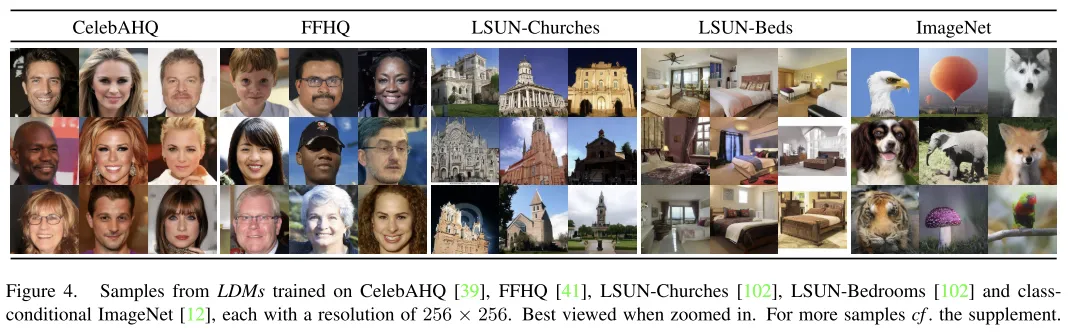 CelebAHQ FFHQ LSUN-Churches LSUN-Beds ImageNet
Figure 4. Samples from LDMs trained on CelebAHQ [39], FFHQ [41], LSUN-Churches [102], LSUN-Bedrooms [102] and class-
conditional ImageNet [12], each with a resolution of 256 × 256. Best viewed when zoomed in. For more samples cf. the supplement.